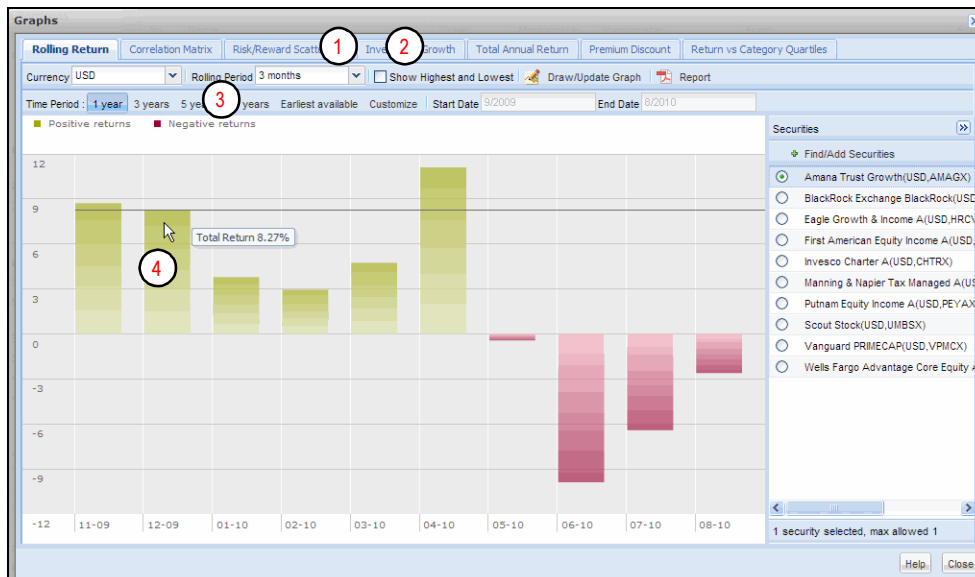 Graphs
Rolling Return Correlation Matrix Risk/Reward Scatt 1 Inve 2 Growth Total Annual Return Premium Discount Return vs Category Quartiles
Currency USD Rolling Period 3 months Show Highest and Lowest Draw/Update Graph Report
Time Period : 1 year 3 years 5 ye 3 years Earliest available Customize Start Date 9/2009 End Date 8/2010
Positive returns Negative returns
Securities
Find/Add Securities
Amana Trust Growth(USD,AMAGX)
BlackRock Exchange BlackRock(USD
Eagle Growth & Income A(USD,HRCV
First American Equity Income A(USD,
Invesco Charter A(USD,CHTRX)
Manning & Napier Tax Managed A(US
Putnam Equity Income A(USD,PEYAX
Scout Stock(USD,UMBSX)
Vanguard PRIMECAP(USD,VPMCX)
Wells Fargo Advantage Core Equity A
1 security selected, max allowed 1
12
9
Total Return 8.27%
6
4
3
0
-3
-6
-9
-12 11-09 12-09 01-10 02-10 03-10 04-10 05-10 06-10 07-10 08-10
Help Close